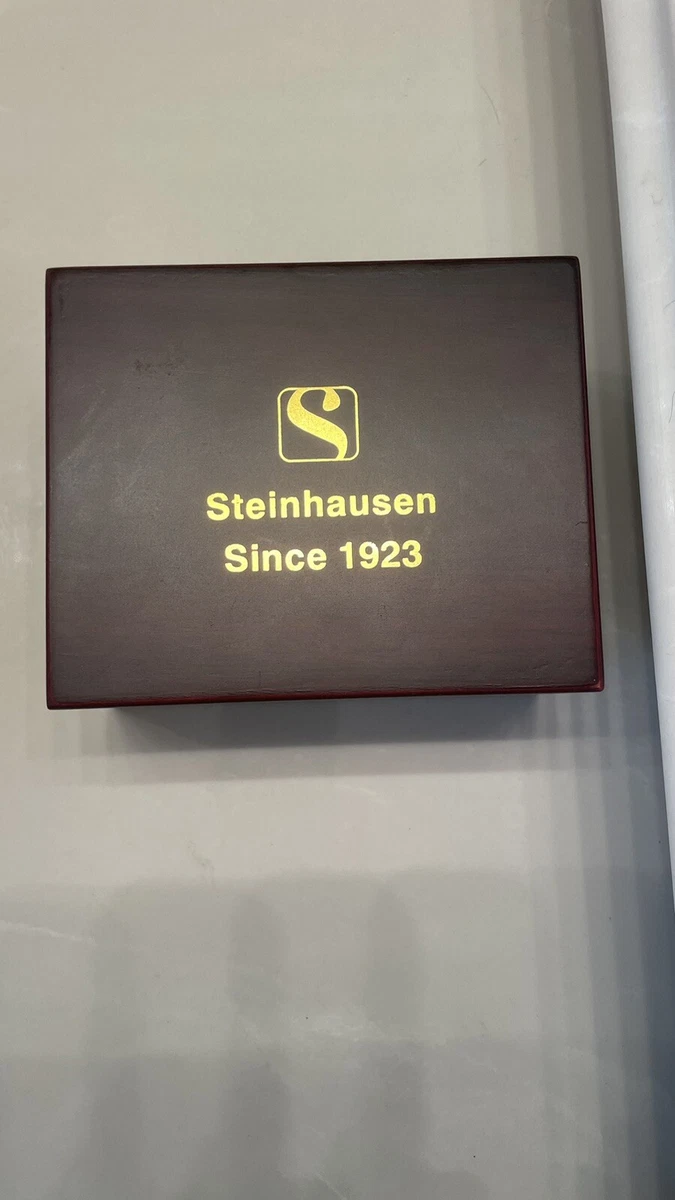 S
Steinhausen
Since 1923